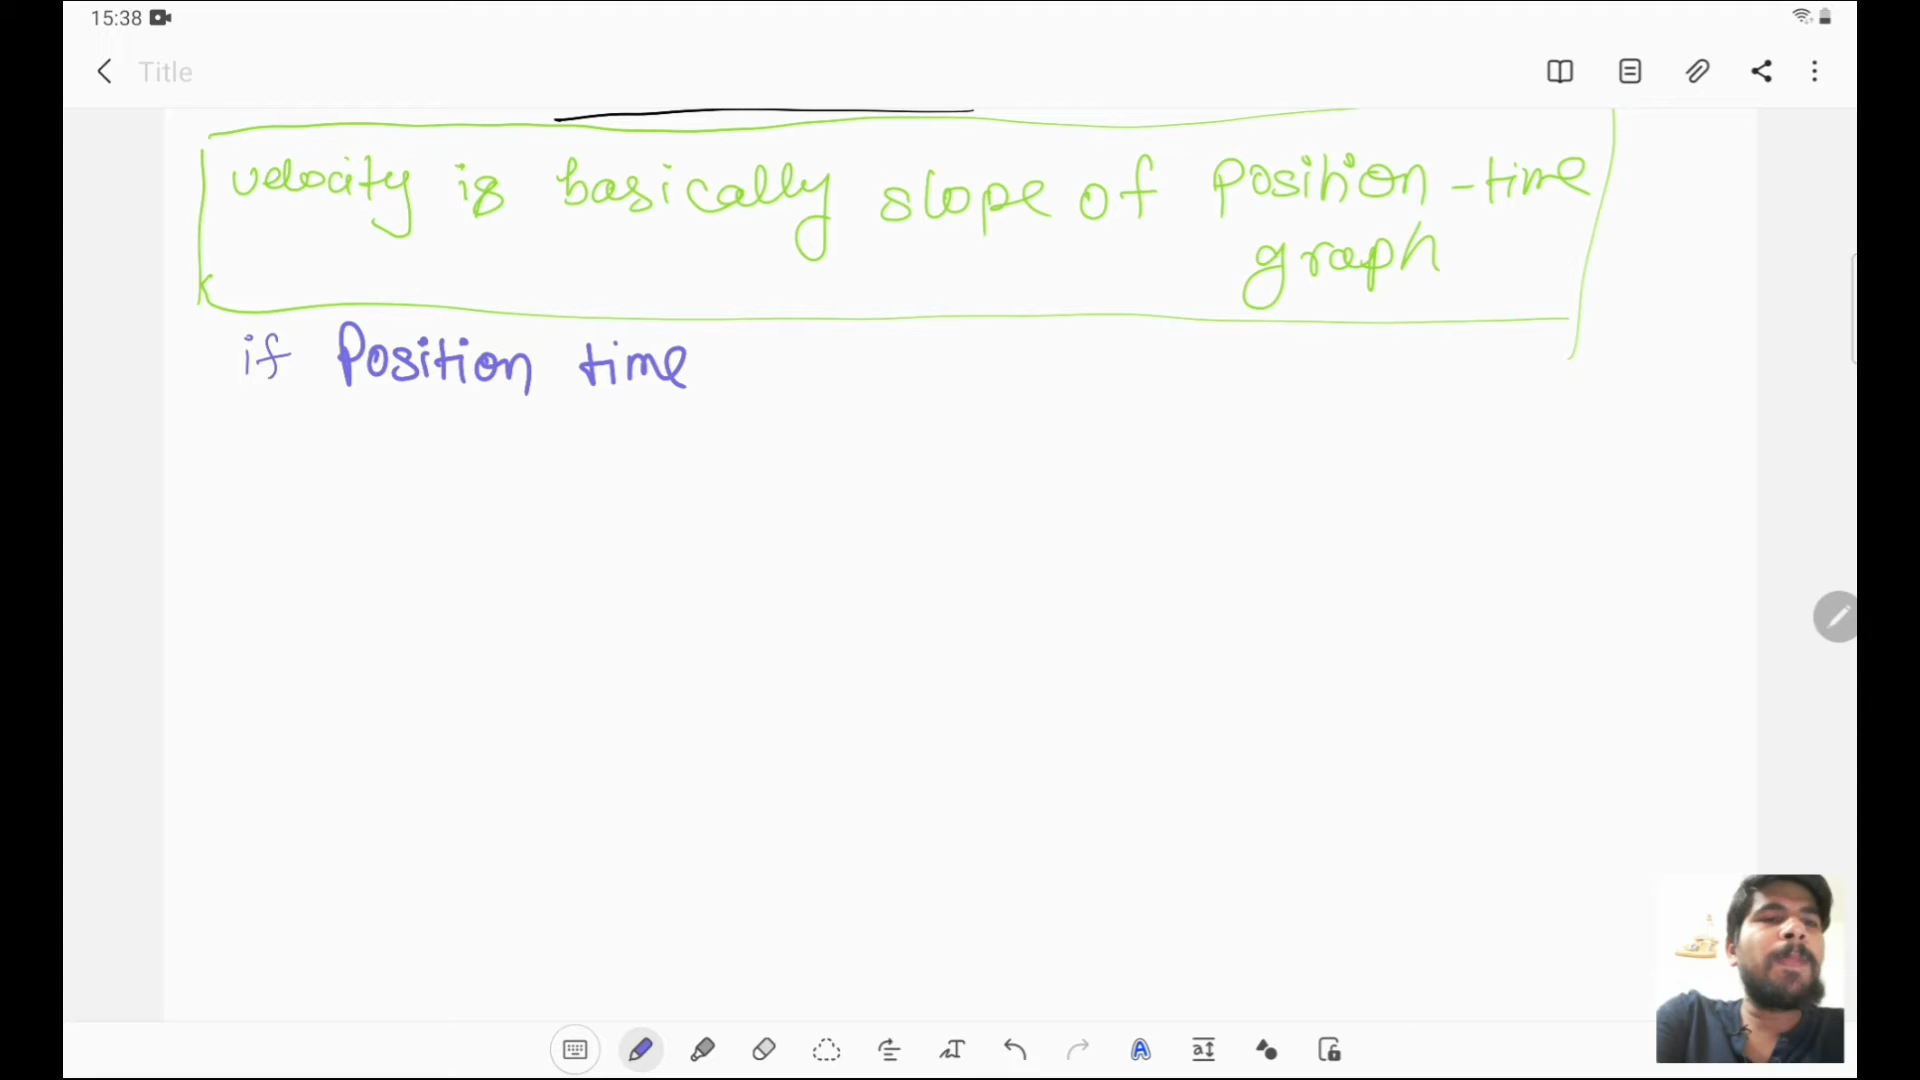 15:38
Title
velocity is basically slope of position-time
graph
if Position time